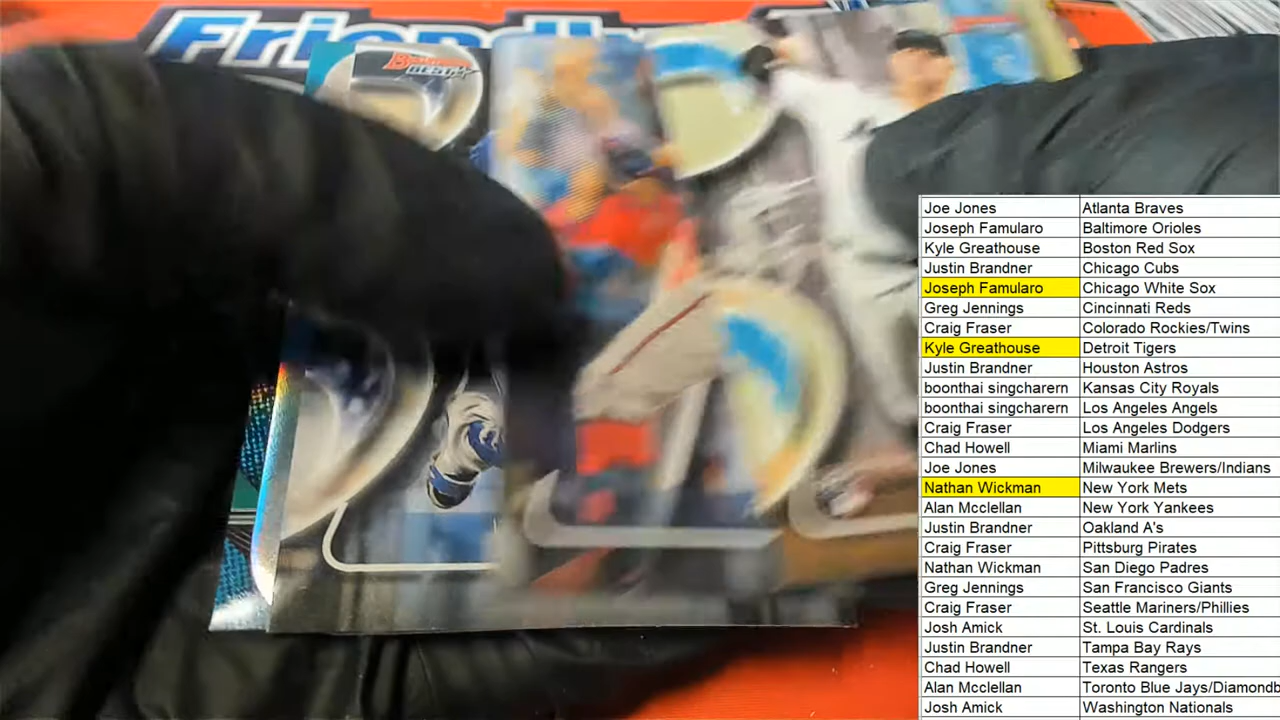 Friendly
Bowman's
BEST
Joe Jones Atlanta Braves
Joseph Famularo Baltimore Orioles
Kyle Greathouse Boston Red Sox
Justin Brandner Chicago Cubs
Joseph Famularo Chicago White Sox
Greg Jennings Cincinnati Reds
Craig Fraser Colorado Rockies/Twins
Kyle Greathouse Detroit Tigers
Justin Brandner Houston Astros
boonthai singcharern Kansas City Royals
boonthai singcharern Los Angeles Angels
Craig Fraser Los Angeles Dodgers
Chad Howell Miami Marlins
Joe Jones Milwaukee Brewers/Indians
Nathan Wickman New York Mets
Alan Mcclellan New York Yankees
Justin Brandner Oakland A's
Craig Fraser Pittsburg Pirates
Nathan Wickman San Diego Padres
Greg Jennings San Francisco Giants
Craig Fraser Seattle Mariners/Phillies
Josh Amick St. Louis Cardinals
Justin Brandner Tampa Bay Rays
Chad Howell Texas Rangers
Alan Mcclellan Toronto Blue Jays/Diamondb
Josh Amick Washington Nationals